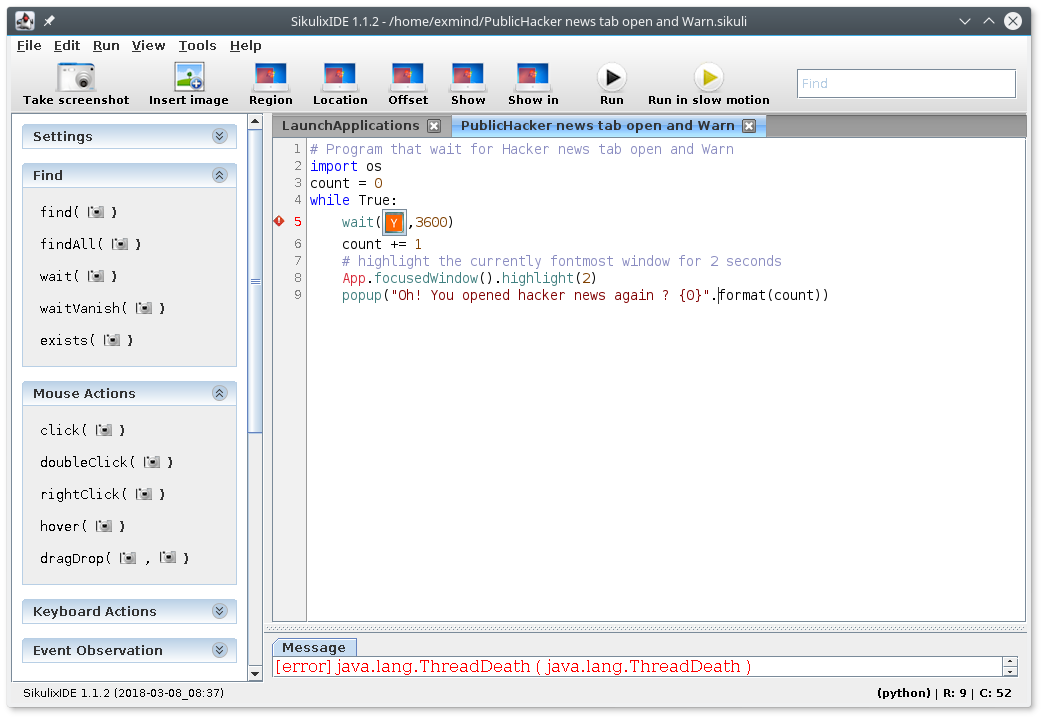 SikulixIDE 1.1.2 - /home/exmind/PublicHacker news tab open and Warn.sikuli
File Edit Run View Tools Help
Take screenshot Insert image Region Location Offset Show Show in Run Run in slow motion Find
Settings
Find
find( )
findAll( )
wait( )
waitVanish( )
exists( )
Mouse Actions
click( )
doubleClick( )
rightClick( )
hover( )
dragDrop( , )
Keyboard Actions
Event Observation
LaunchApplications PublicHacker news tab open and Warn
1 # Program that wait for Hacker news tab open and Warn
2 import os
3 count = 0
4 while True:
5 wait( Y ,3600)
6 count += 1
7 # highlight the currently fontmost window for 2 seconds
8 App.focusedWindow().highlight(2)
9 popup("Oh! You opened hacker news again ? {0}".format(count))
Message
[error] java.lang.ThreadDeath ( java.lang.ThreadDeath )
SikulixIDE 1.1.2 (2018-03-08_08:37) (python) | R: 9 | C: 52